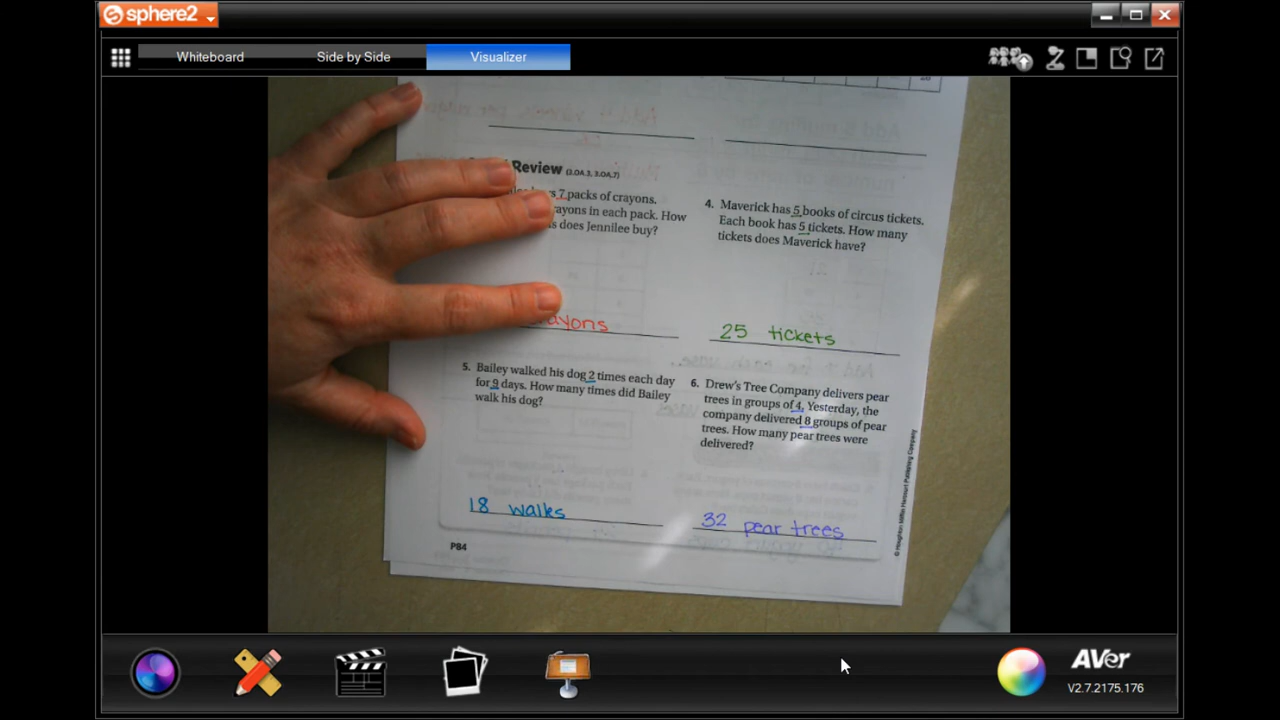 sphere2
Whiteboard
Side by Side
Visualizer
Review (3.OA.3, 3.OA.7)
7 packs of crayons.
in each pack. How
does Jennilee buy?
4. Maverick has 5 books of circus tickets.
Each book has 5 tickets. How many
tickets does Maverick have?
25 tickets
5. Bailey walked his dog 2 times each day
for 9 days. How many times did Bailey
walk his dog?
6. Drew's Tree Company delivers pear
trees in groups of 4. Yesterday, the
company delivered 8 groups of pear
trees. How many pear trees were
delivered?
18 walks
32 pear trees
P84
© Houghton Mifflin Harcourt Publishing Company
AVer
V2.7.2175.176